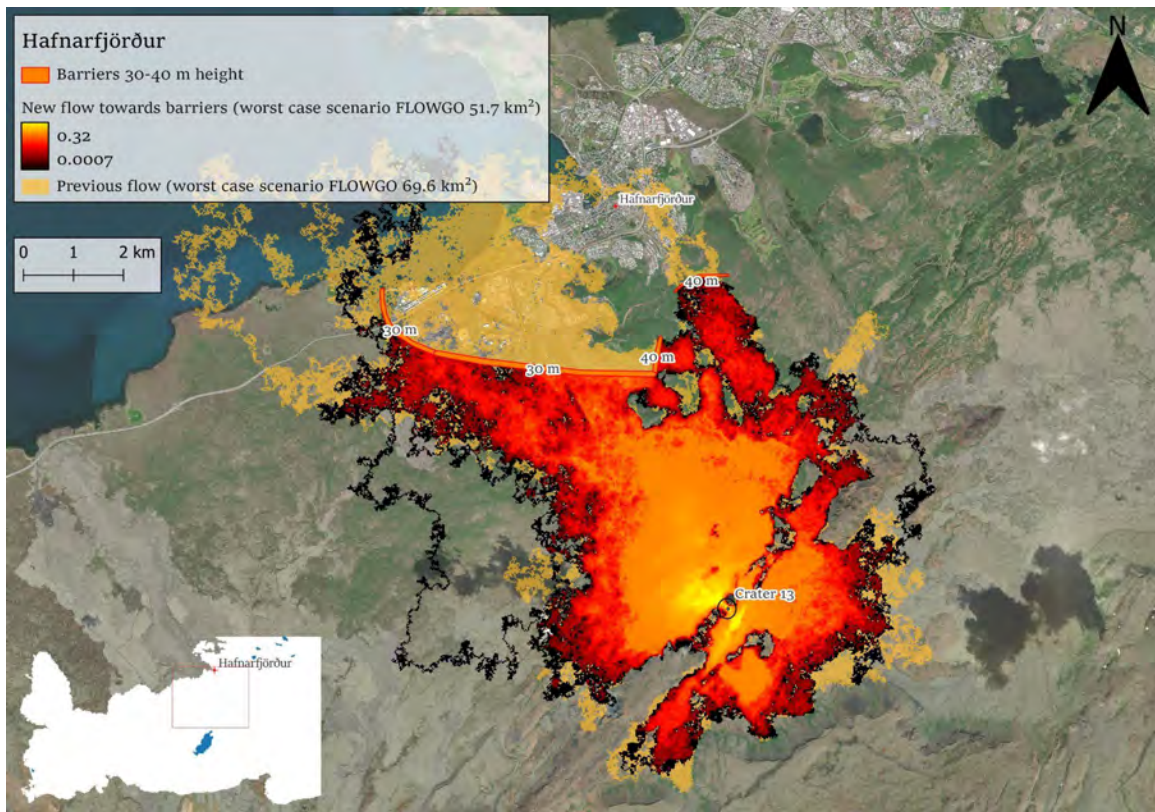 Hafnarfjörður
Barriers 30-40 m height
New flow towards barriers (worst case scenario FLOWGO 51.7 km²)
0.32
0.0007
Previous flow (worst case scenario FLOWGO 69.6 km²)
N
Hafnarfjörður
0 1 2 km
40 m
30 m
40 m
30 m
Crater 13
Hafnarfjörður